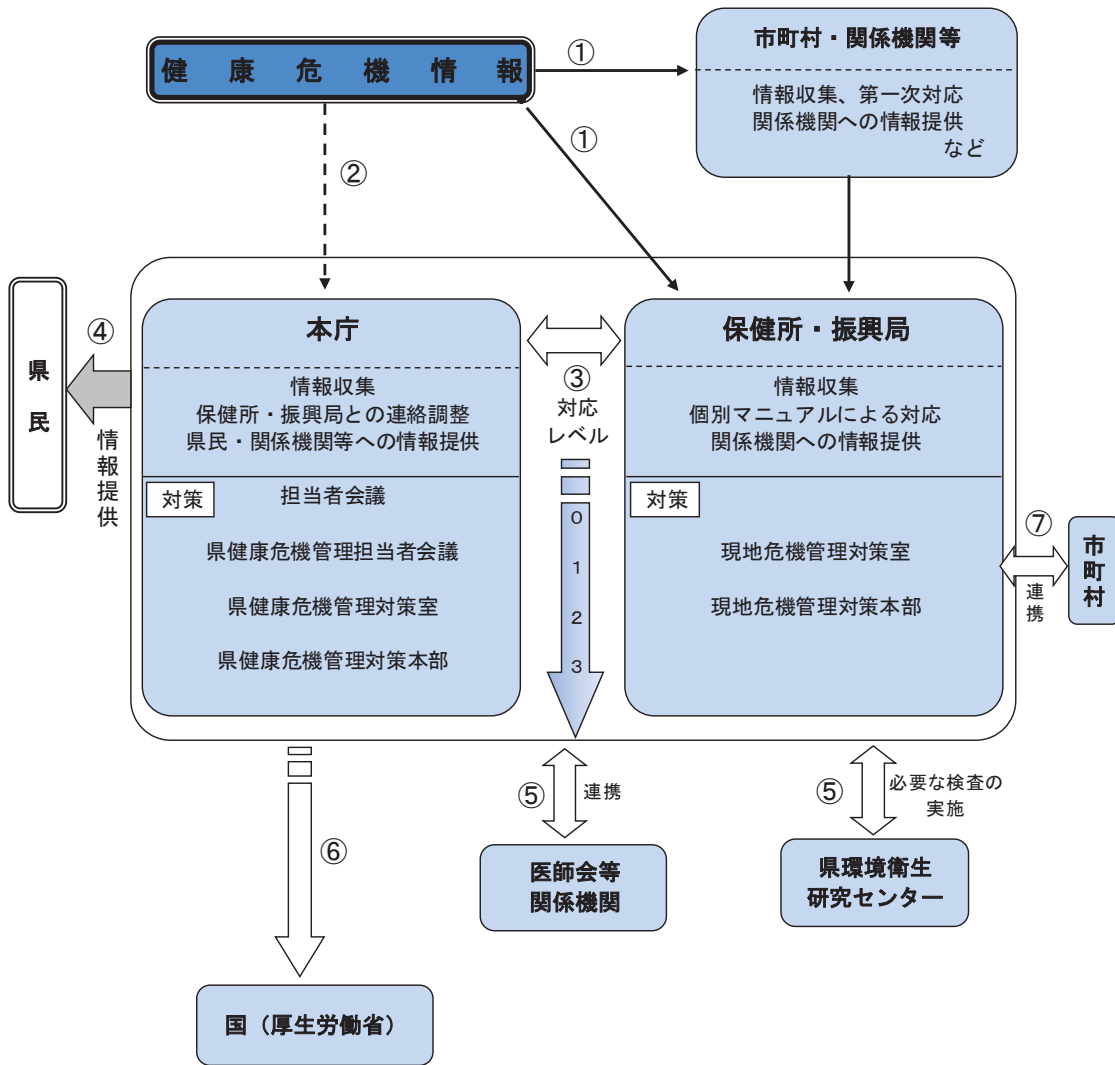 健康危機情報
①
市町村・関係機関等
情報収集、第一次対応
関係機関への情報提供
など
①
②
県民
④
情報提供
本庁
情報収集
保健所・振興局との連絡調整
県民・関係機関等への情報提供
対策
担当者会議
県健康危機管理担当者会議
県健康危機管理対策室
県健康危機管理対策本部
③
対応
レベル
0
1
2
3
保健所・振興局
情報収集
個別マニュアルによる対応
関係機関への情報提供
対策
現地危機管理対策室
現地危機管理対策本部
⑦
連携
市町村
⑤
連携
⑤
必要な検査の
実施
⑥
医師会等
関係機関
県環境衛生
研究センター
国（厚生労働省）